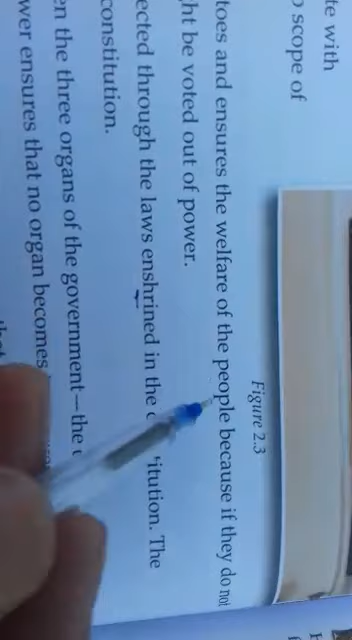 te with
scope of
Figure 2.3
toes and ensures the welfare of the people because if they do not
ht be voted out of power.
ected through the laws enshrined in the itution. The
constitution.
en the three organs of the government—the
wer ensures that no organ becomes